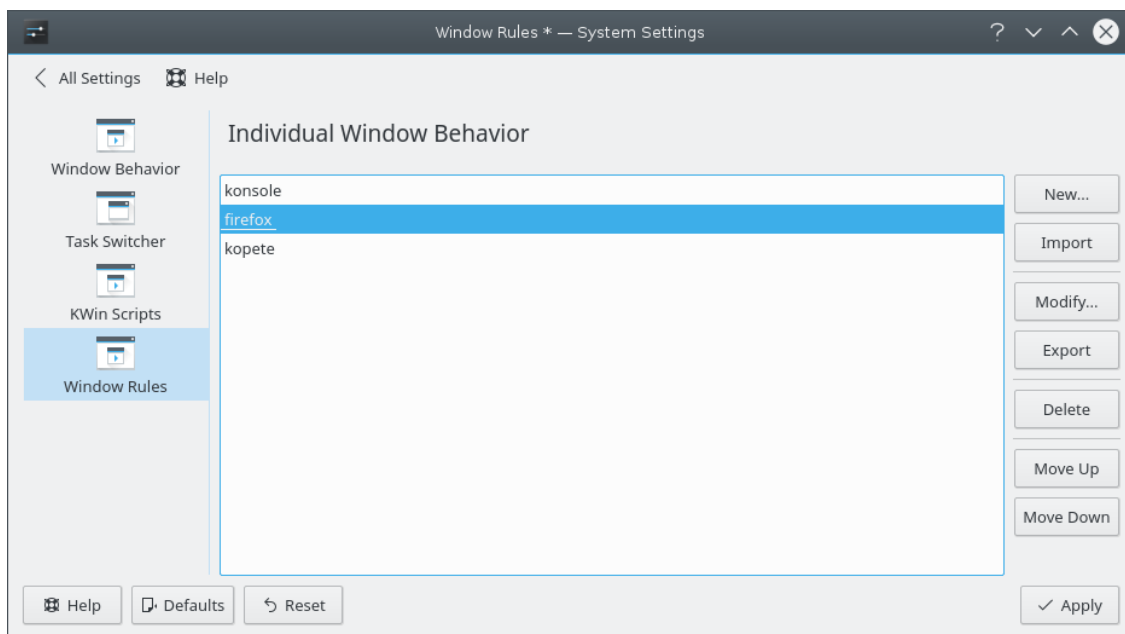 Window Rules * — System Settings
All Settings
Help
Window Behavior
Task Switcher
KWin Scripts
Window Rules
Individual Window Behavior
konsole
firefox
kopete
New...
Import
Modify...
Export
Delete
Move Up
Move Down
Help
Defaults
Reset
Apply